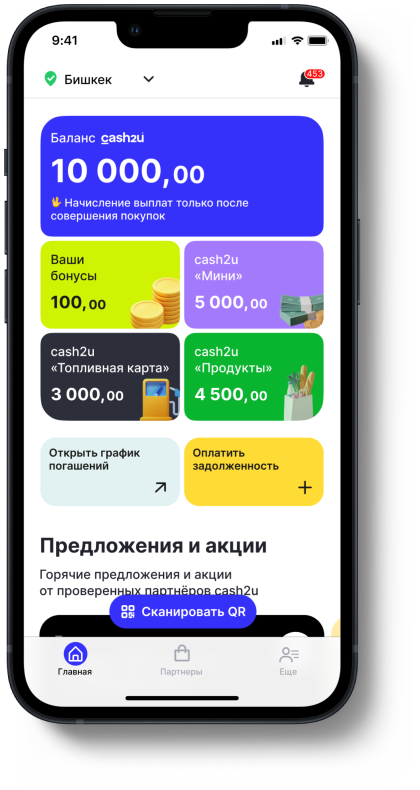 9:41
Бишкек
453
Баланс cash2u
10 000,00
🤟 Начисление выплат только после
совершения покупок
Ваши
бонусы
100,00
cash2u
«Мини»
5 000,00
cash2u
«Топливная карта»
3 000,00
cash2u
«Продукты»
4 500,00
Открыть график
погашений
Оплатить
задолженность
Предложения и акции
Горячие предложения и акции
от проверенных партнёров cash2u
Сканировать QR
Главная
Партнеры
Еще